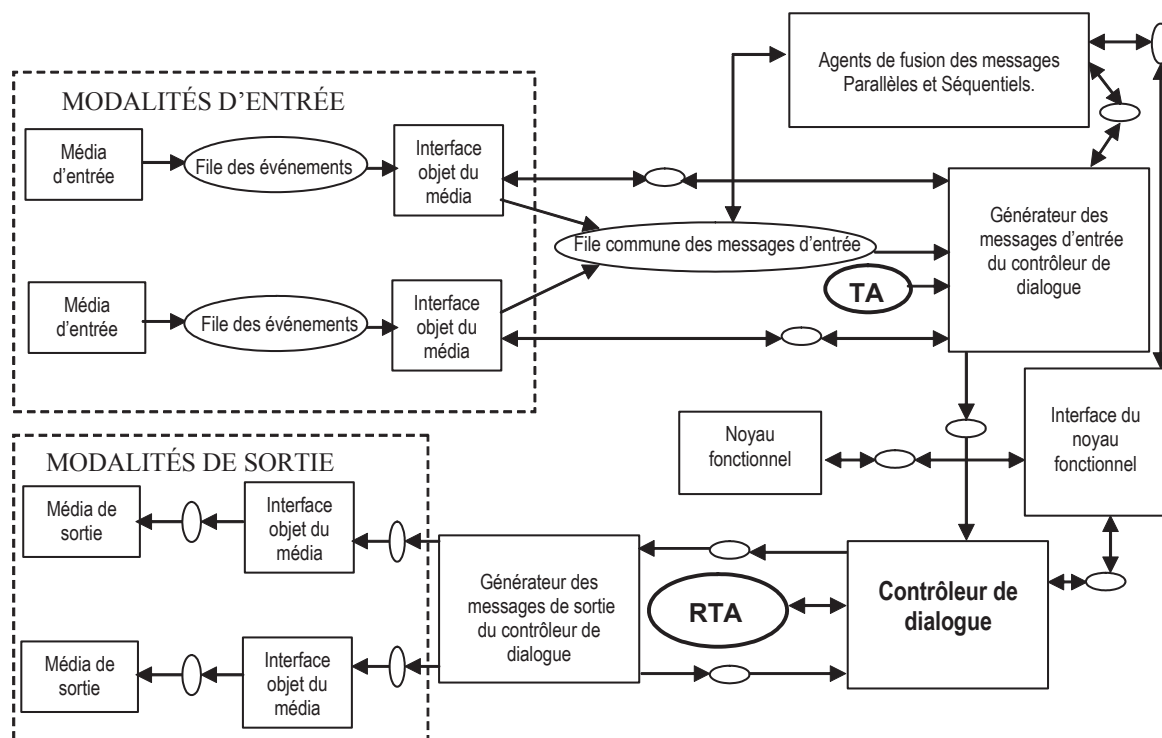 Agents de fusion des messages
Parallèles et Séquentiels.
MODALITÉS D'ENTRÉE
Média
d'entrée
File des événements
Interface
objet du
média
File commune des messages d'entrée
Générateur des
messages d'entrée
du contrôleur de
dialogue
TA
Média
d'entrée
File des événements
Interface
objet du
média
Noyau
fonctionnel
Interface du
noyau
fonctionnel
MODALITÉS DE SORTIE
Média de
sortie
Interface
objet du
média
Générateur des
messages de sortie
du contrôleur de
dialogue
RTA
Contrôleur de
dialogue
Média de
sortie
Interface
objet du
média